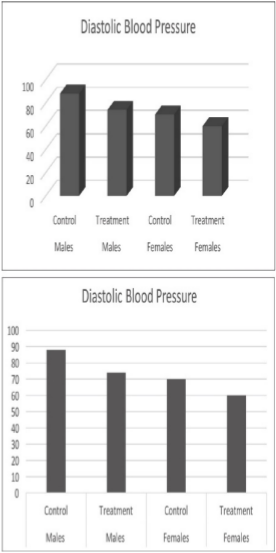 Diastolic Blood Pressure
100
80
60
40
20
0
Control Treatment Control Treatment
Males Males Females Females
Diastolic Blood Pressure
100
90
80
70
60
50
40
30
20
10
0
Control Treatment Control Treatment
Males Males Females Females